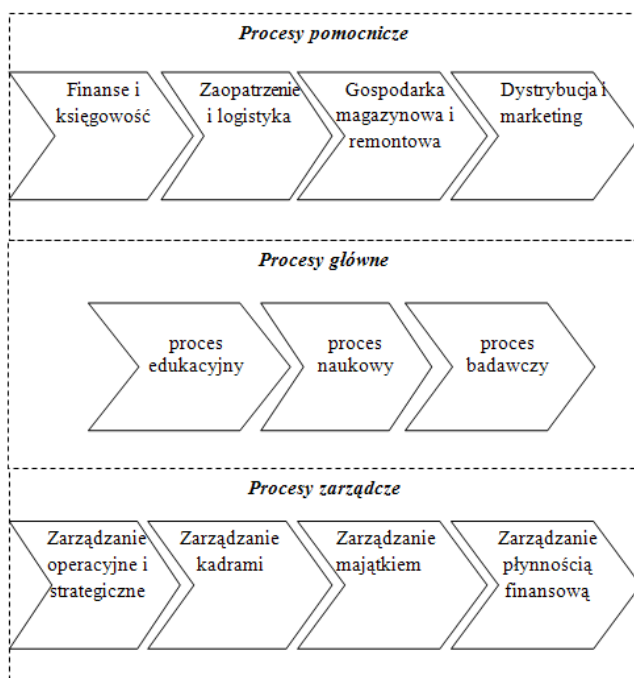 Procesy pomocnicze
Finanse i
księgowość
Zaopatrzenie
i logistyka
Gospodarka
magazynowa i
remontowa
Dystrybucja i
marketing
Procesy główne
proces
edukacyjny
proces
naukowy
proces
badawczy
Procesy zarządcze
Zarządzanie
operacyjne i
strategiczne
Zarządzanie
kadrami
Zarządzanie
majątkiem
Zarządzanie
płynnością
finansową